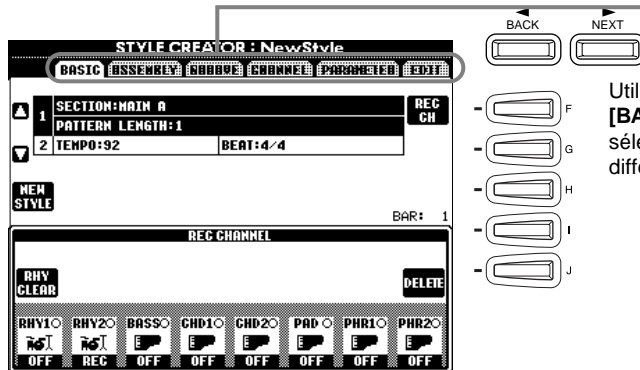 BACK NEXT
STYLE CREATOR : NewStyle
BASIC ASSEMBLY GROOVE CHANNEL PARAMETER EDIT
1 SECTION:MAIN A
PATTERN LENGTH:1
REC CH
2 TEMPO:92 BEAT:4/4
NEW STYLE
BAR: 1
REC CHANNEL
RHY CLEAR
DELETE
RHY1 RHY2 BASS CHD1 CHD2 PAD PHR1 PHR2
OFF REC OFF OFF OFF OFF OFF OFF
F
G
H
I
J
Util
[BA
séle
diffe